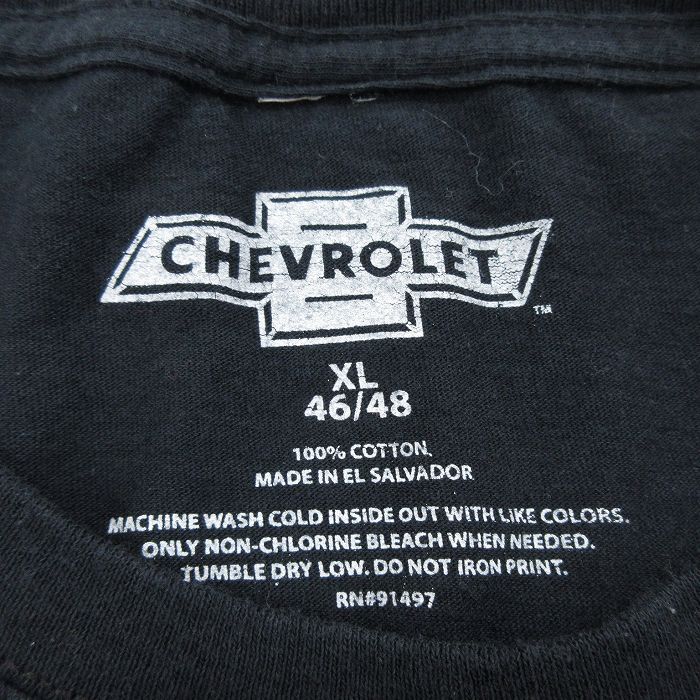 CHEVROLET
TM
XL
46/48
100% COTTON.
MADE IN EL SALVADOR
MACHINE WASH COLD INSIDE OUT WITH LIKE COLORS.
ONLY NON-CHLORINE BLEACH WHEN NEEDED.
TUMBLE DRY LOW. DO NOT IRON PRINT.
RN#91497